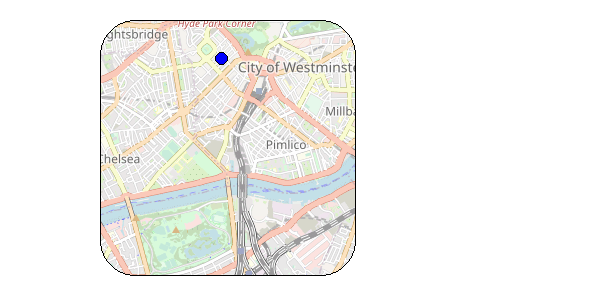 Hyde Park Corner
ghtsbridge
City of Westminste
Millba
Pimlico
Chelsea